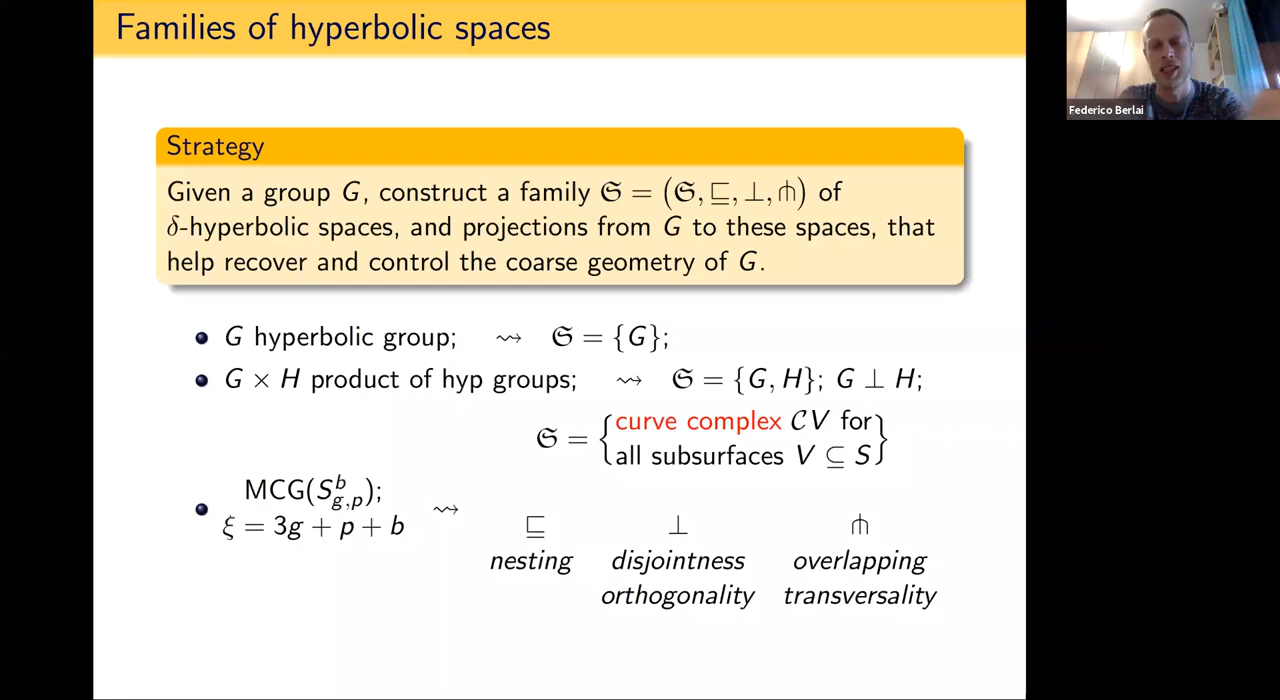 Families of hyperbolic spaces
Federico Berlai
Strategy
Given a group G, construct a family 𝔖 = (𝔖, ⊑, ⊥, ⋔) of
δ-hyperbolic spaces, and projections from G to these spaces, that
help recover and control the coarse geometry of G.
G hyperbolic group; ⇝ 𝔖 = {G};
G × H product of hyp groups; ⇝ 𝔖 = {G, H}; G ⊥ H;
𝔖 = {curve complex 𝒞V for
all subsurfaces V ⊆ S}
MCG(S^b_{g,p});
ξ = 3g + p + b ⇝
⊑ ⊥ ⋔
nesting disjointness overlapping
orthogonality transversality